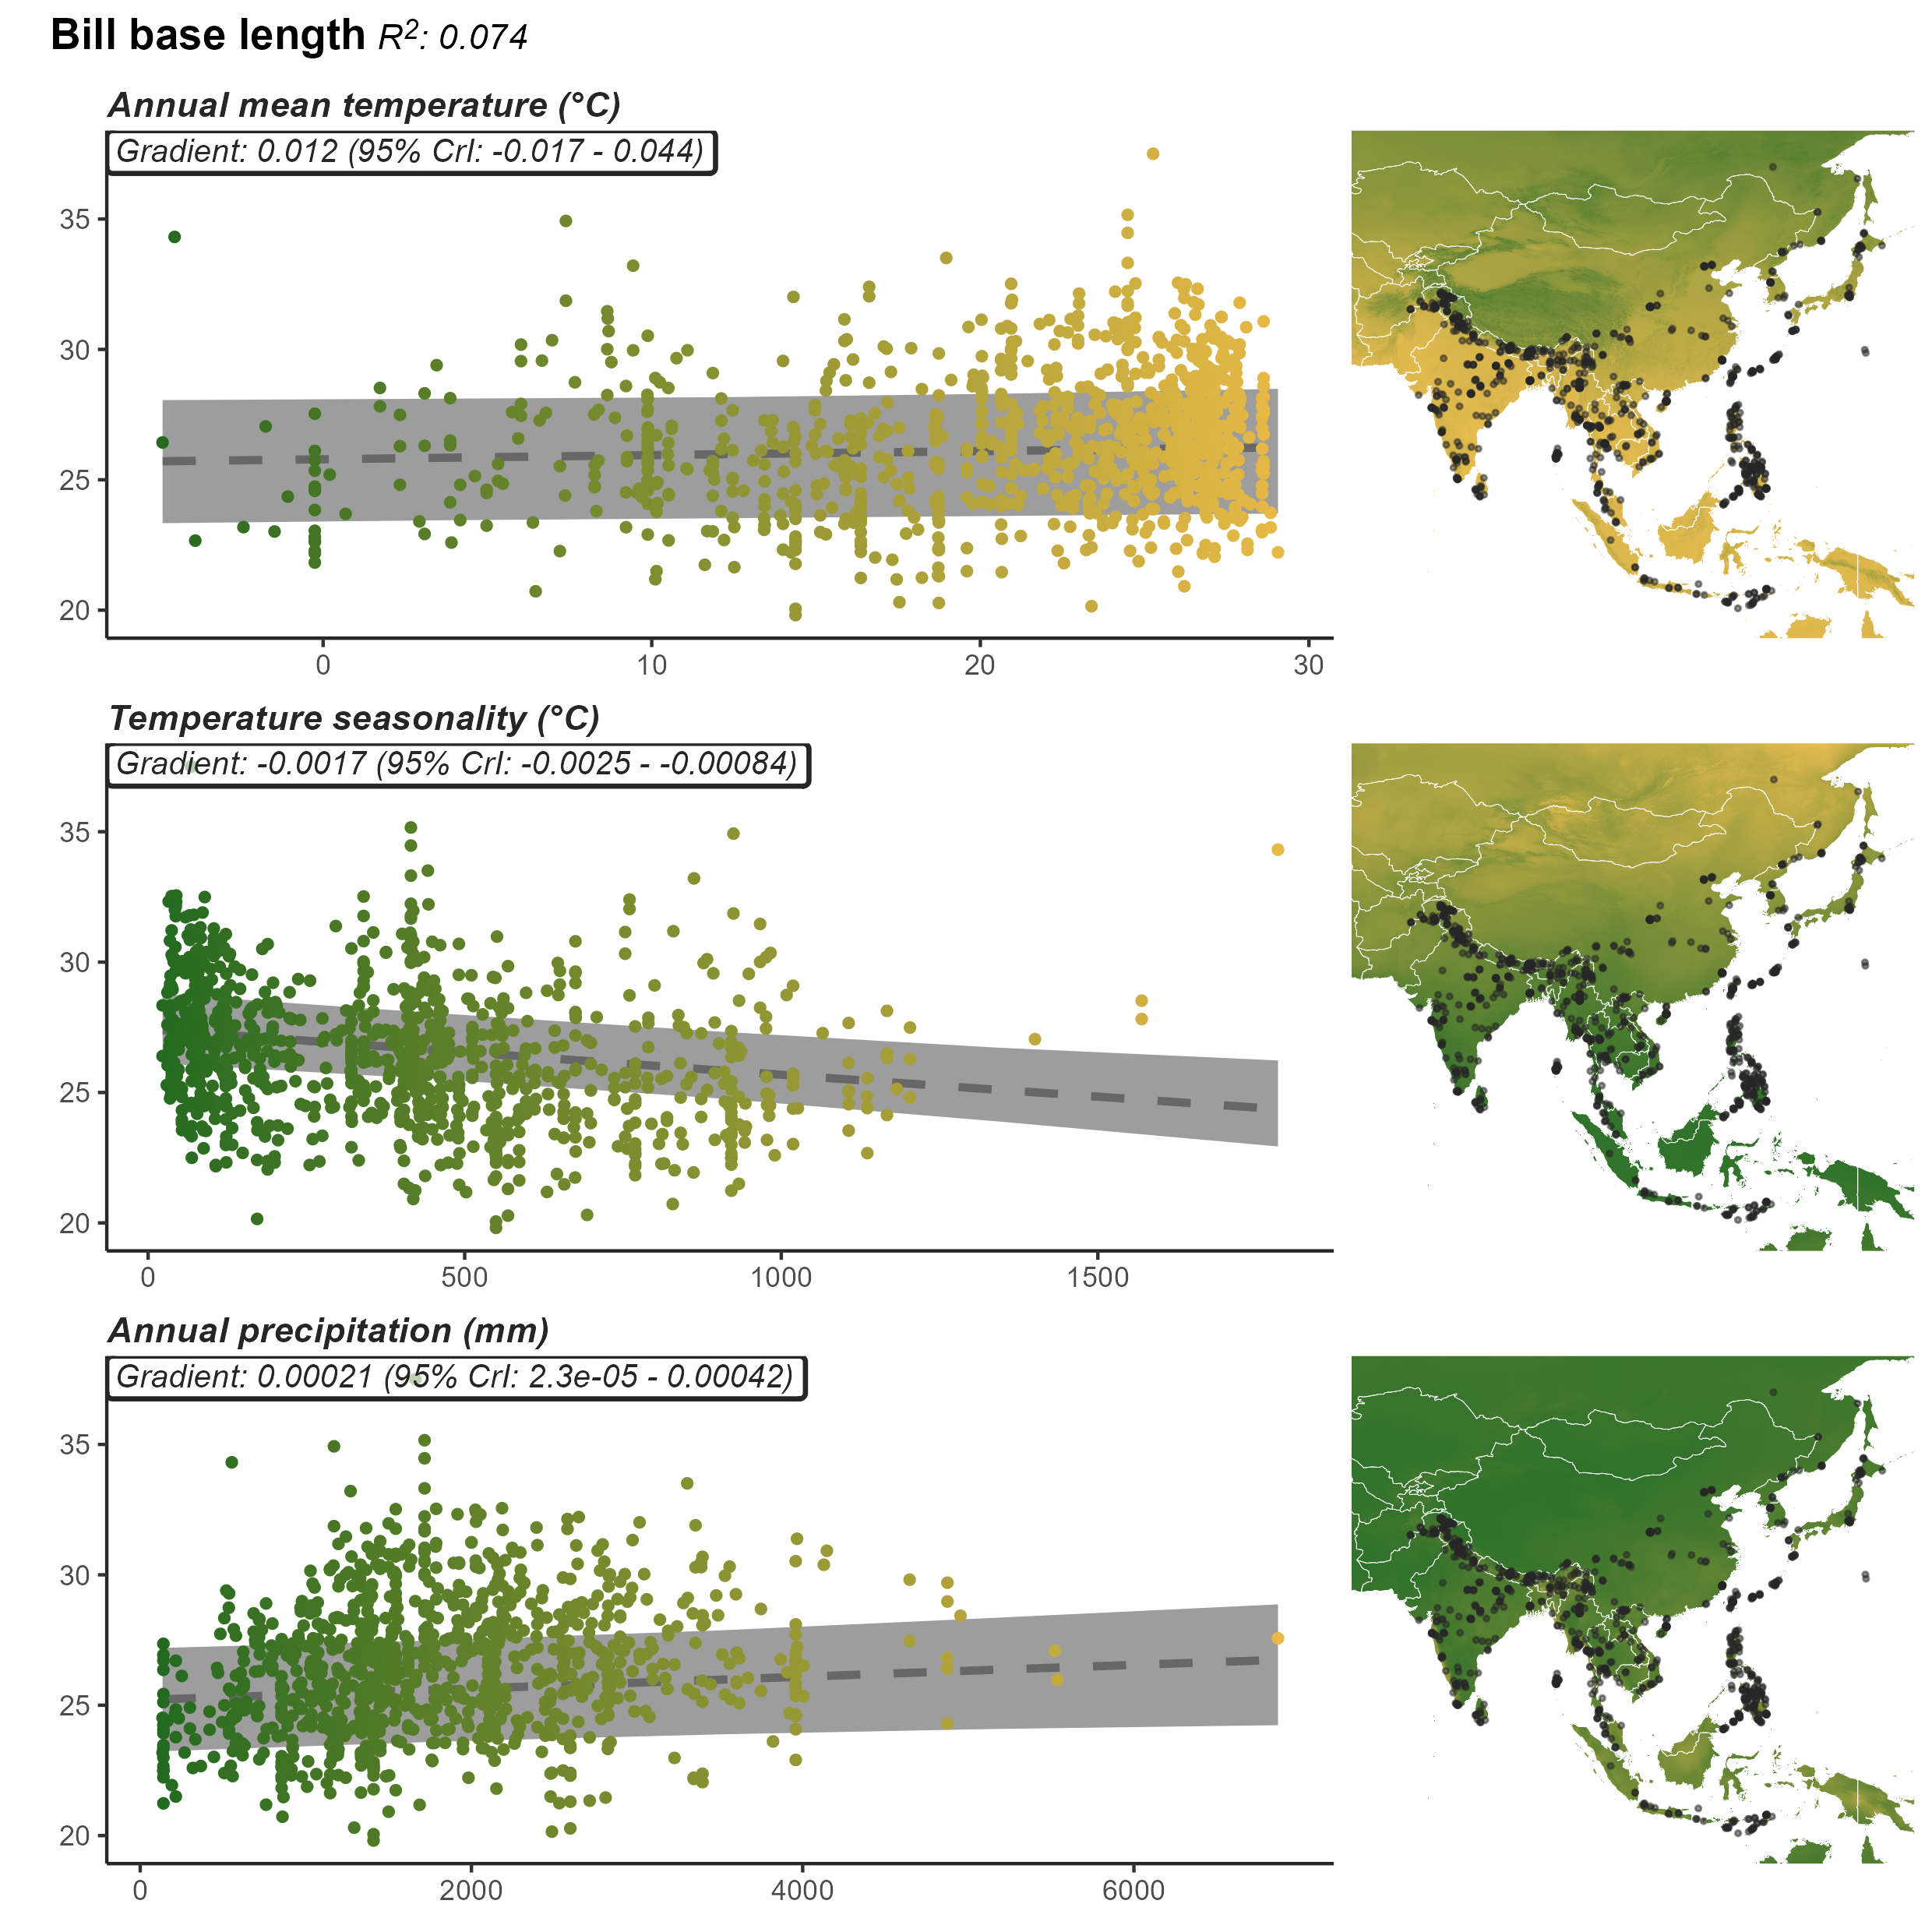 Bill base length R²: 0.074
Annual mean temperature (°C)
Gradient: 0.012 (95% CrI: -0.017 - 0.044)
35
30
25
20
0 10 20 30
Temperature seasonality (°C)
Gradient: -0.0017 (95% CrI: -0.0025 - -0.00084)
35
30
25
20
0 500 1000 1500
Annual precipitation (mm)
Gradient: 0.00021 (95% CrI: 2.3e-05 - 0.00042)
35
30
25
20
0 2000 4000 6000